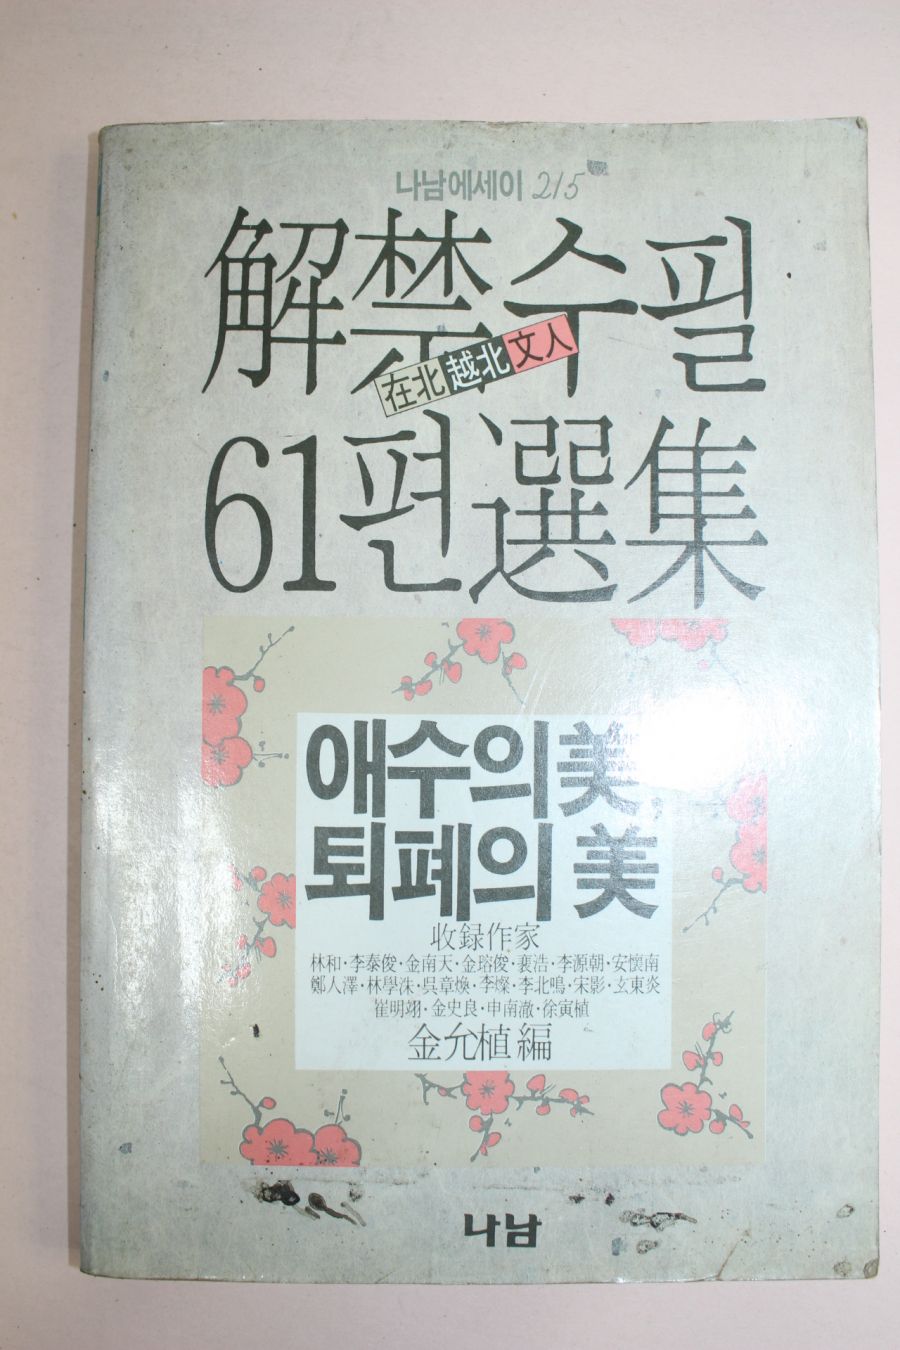 나남에세이 215
解禁수필
在北越北文人
61편選集
애수의 美,
퇴폐의 美
收録作家
林和·李泰俊·金南天·金瑢俊·裵浩·李源朝·安懷南
鄭人澤·林學洙·吳章煥·李燦·李北鳴·宋影·玄東炎
崔明翊·金史良·申南澈·徐寅植
金允植 編
나남